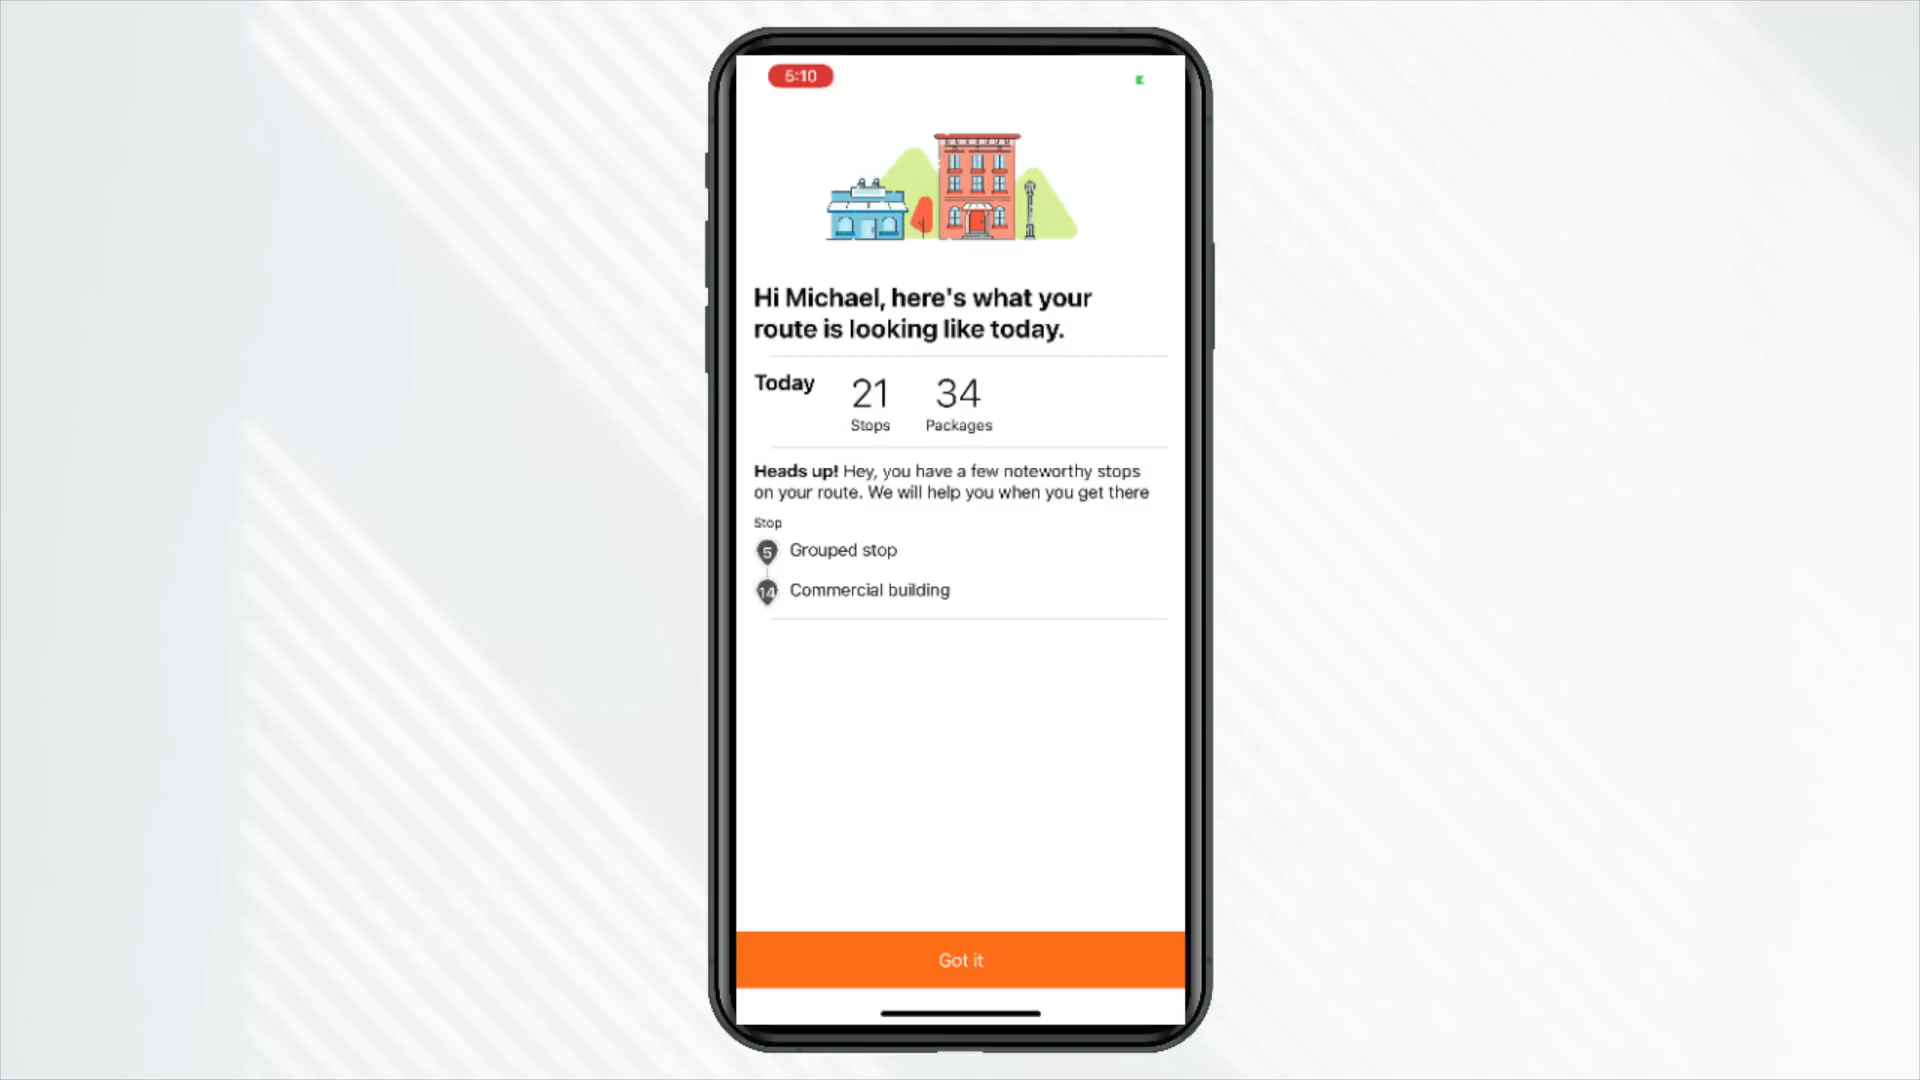 5:10
Hi Michael, here's what your
route is looking like today.
Today
21
Stops
34
Packages
Heads up! Hey, you have a few noteworthy stops
on your route. We will help you when you get there
Stop
5
Grouped stop
14
Commercial building
Got it